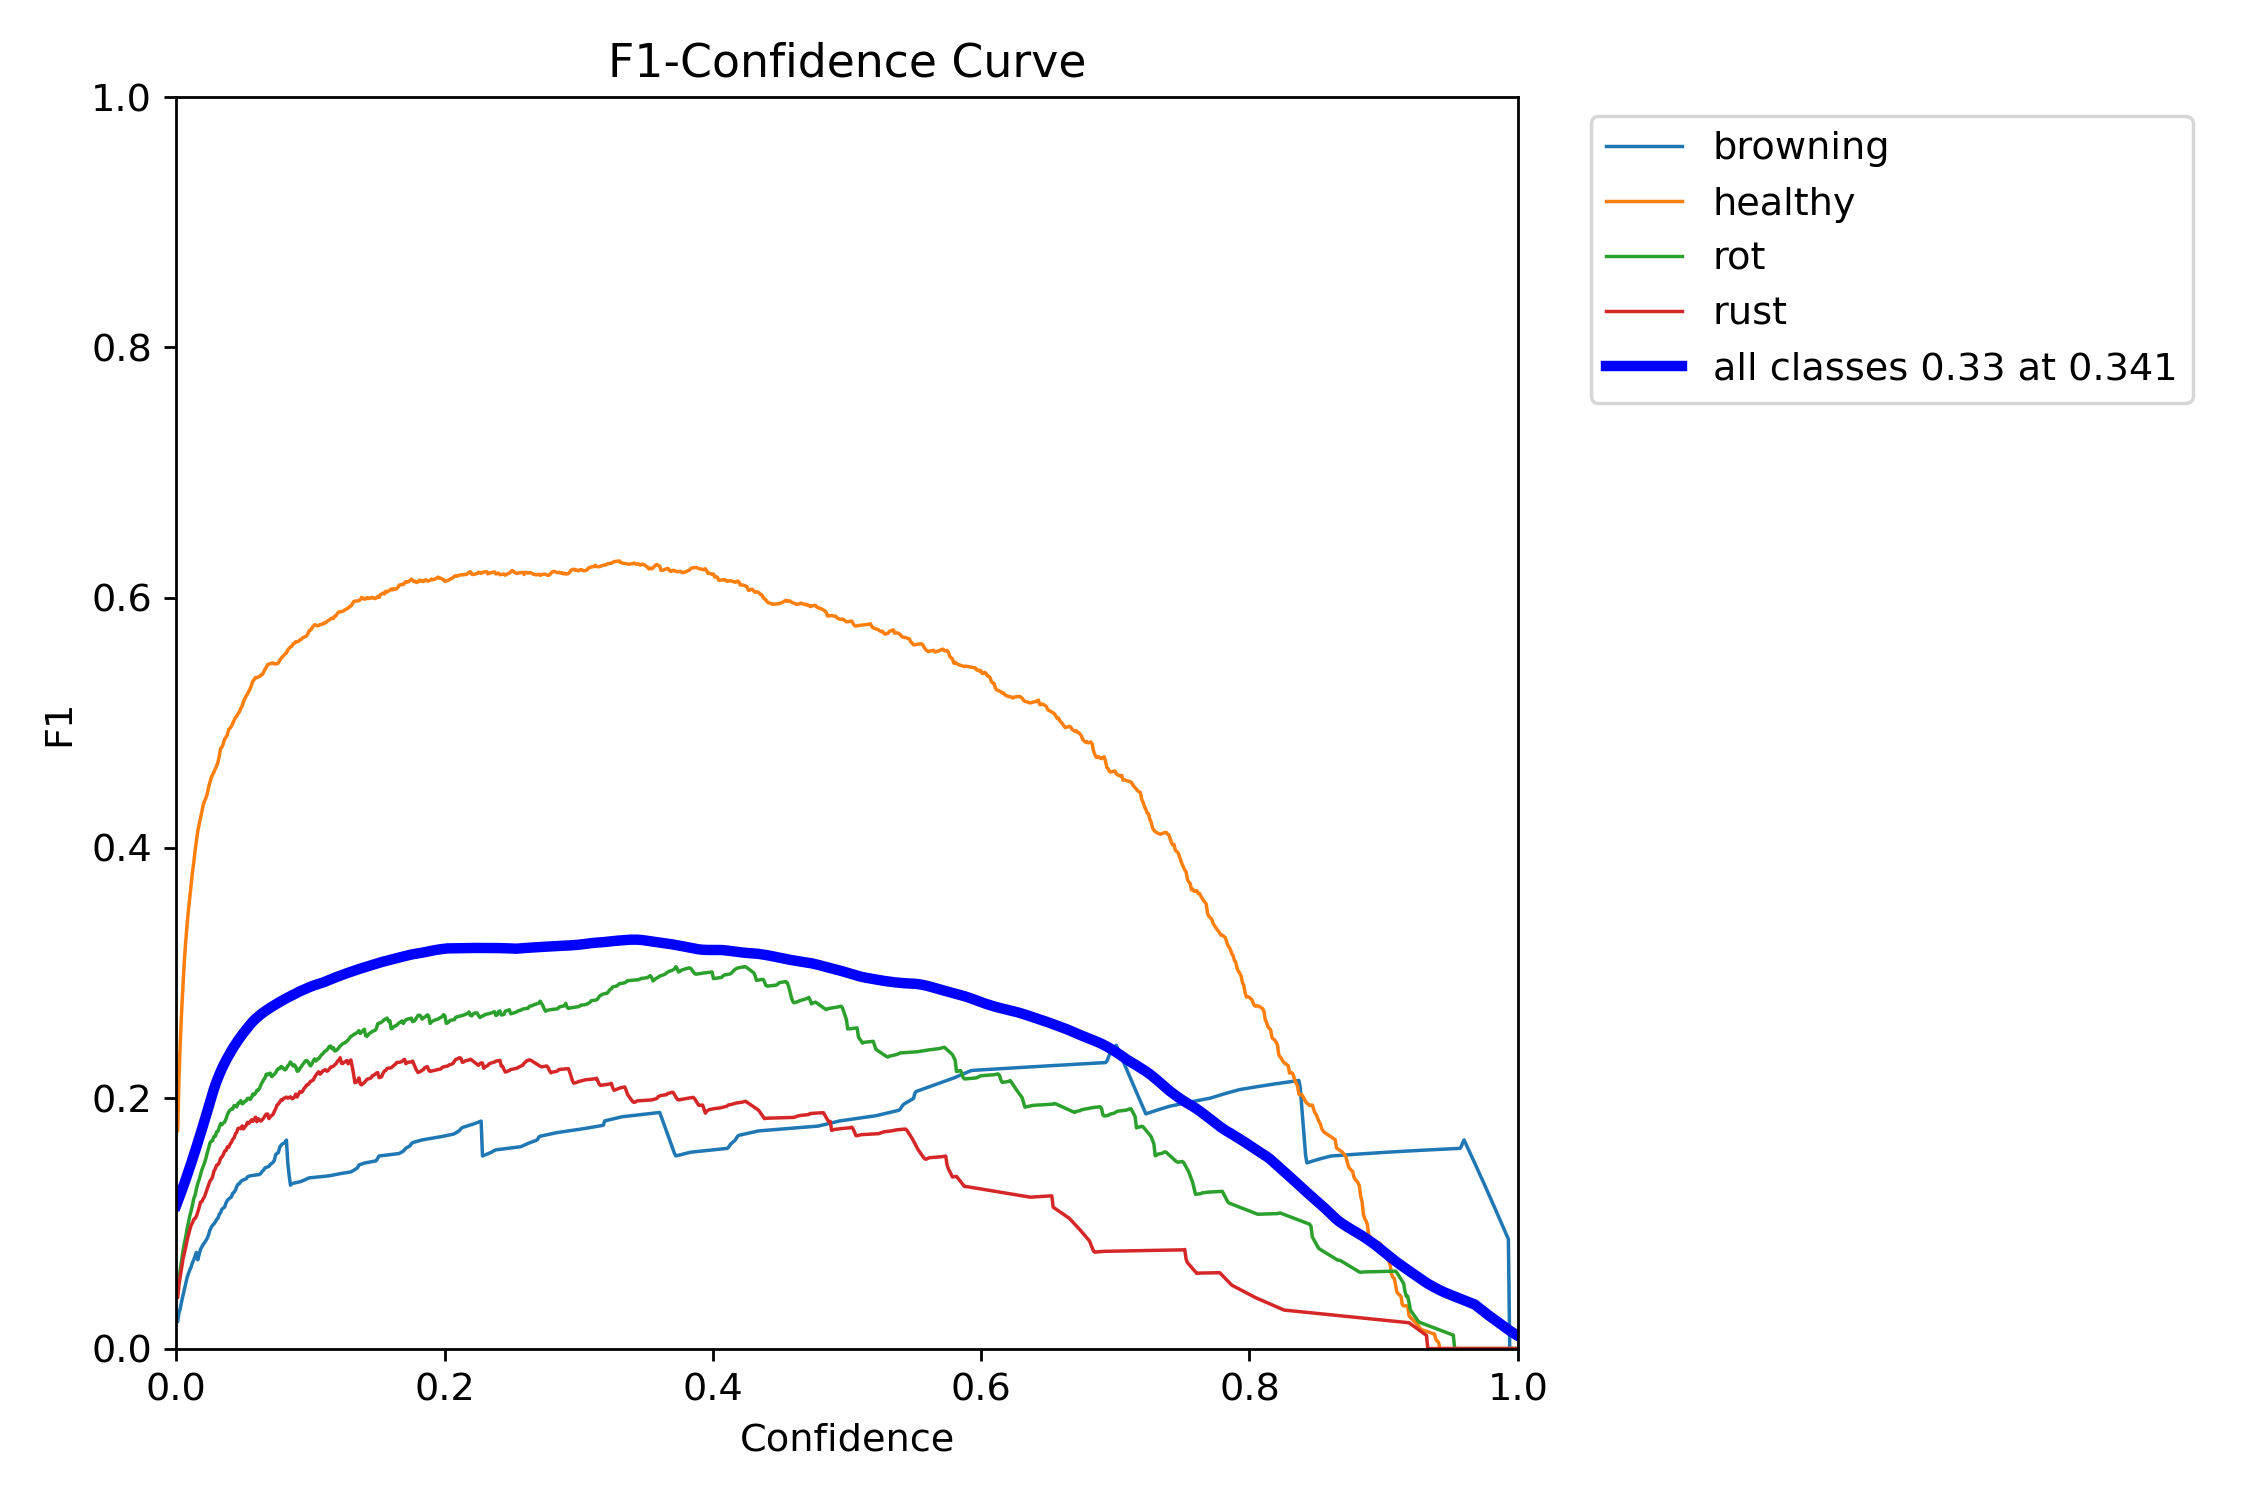 F1-Confidence Curve
1.0
0.8
0.6
0.4
0.2
0.0
F1
0.0 0.2 0.4 0.6 0.8 1.0
Confidence
browning
healthy
rot
rust
all classes 0.33 at 0.341